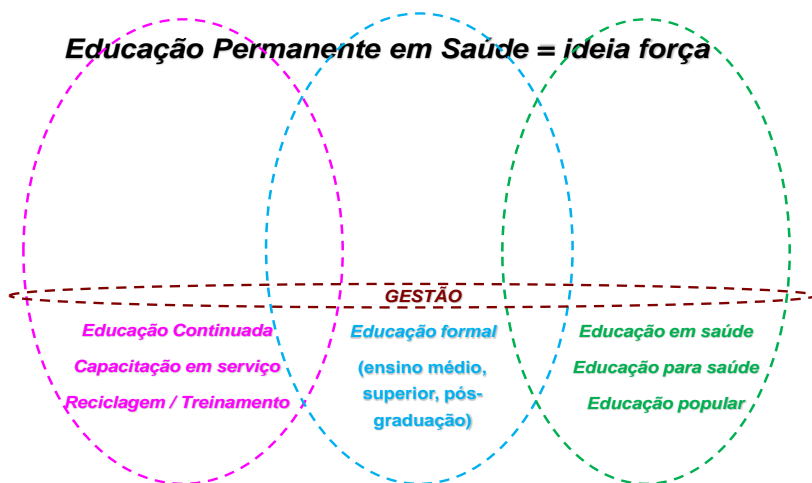 Educação Permanente em Saúde = ideia força
GESTÃO
Educação Continuada
Capacitação em serviço
Reciclagem / Treinamento
Educação formal
(ensino médio,
superior, pós-
graduação)
Educação em saúde
Educação para saúde
Educação popular